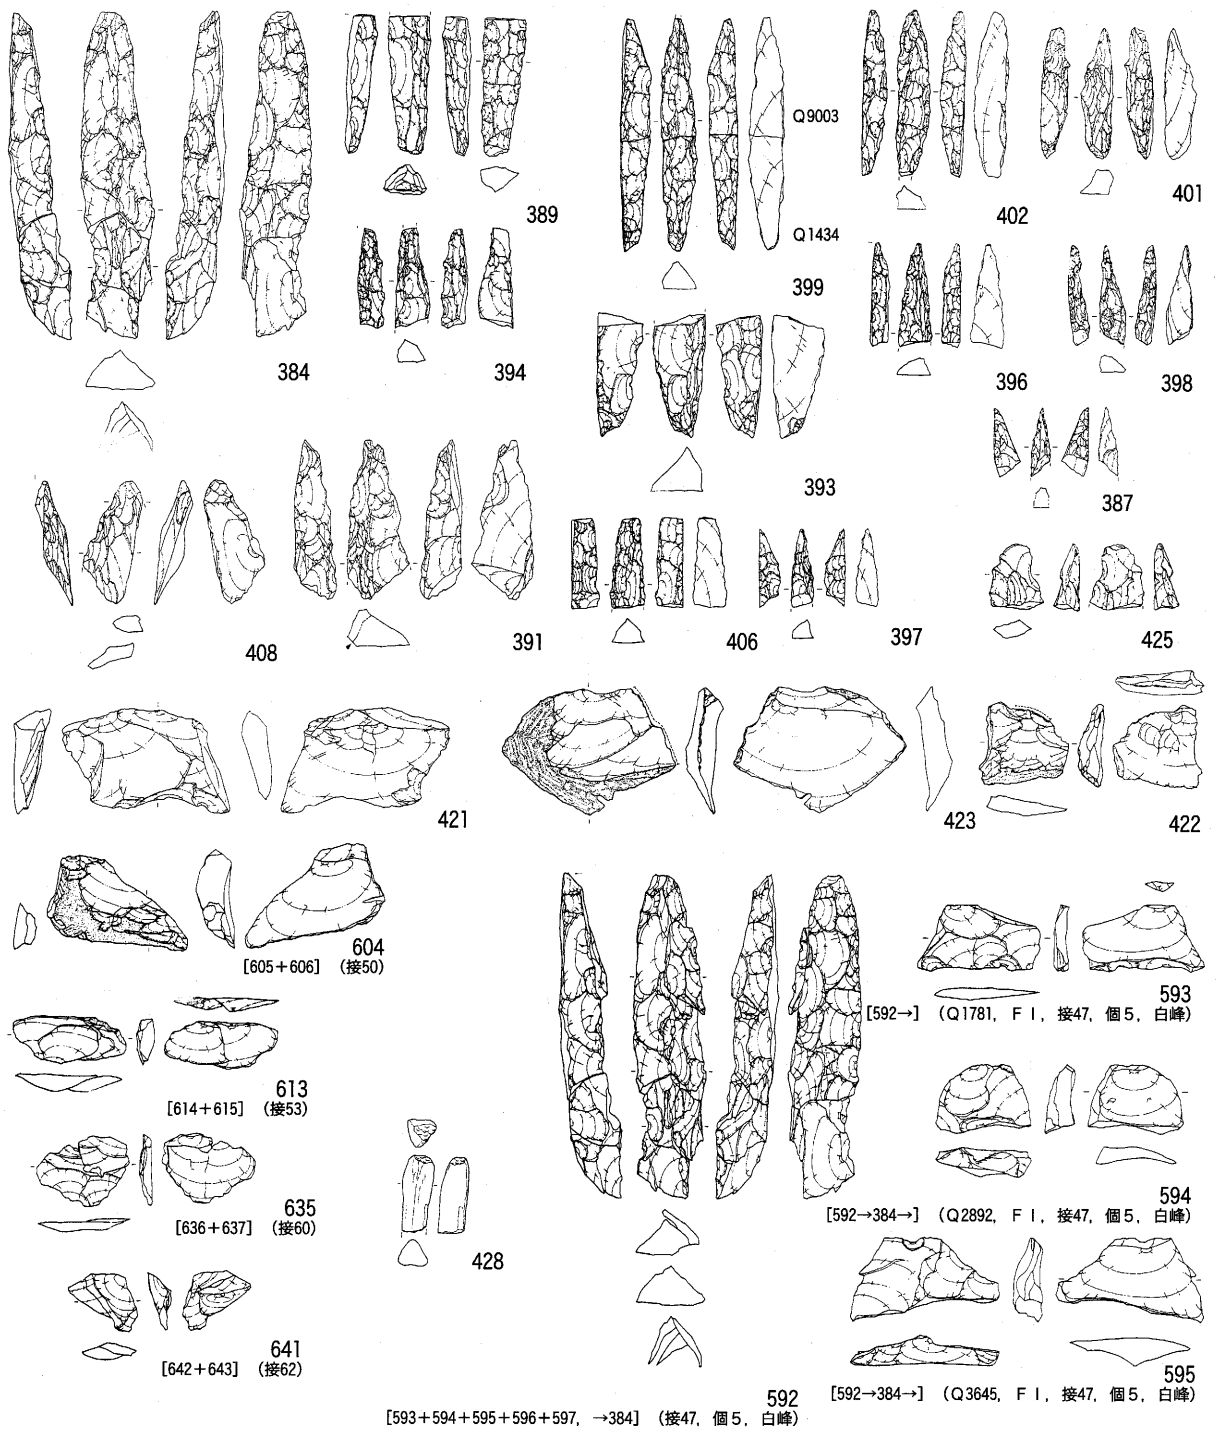 389
384
394
Q9003
Q1434
399
402
401
396
398
393
387
408
391
406
397
425
421
423
422
604
[605+606] (接50)
613
[614+615] (接53)
635
[636+637] (接60)
641
[642+643] (接62)
428
592
[593+594+595+596+597, →384] (接47, 個5, 白峰)
593
[592→] (Q1781, FⅠ, 接47, 個5, 白峰)
594
[592→384→] (Q2892, FⅠ, 接47, 個5, 白峰)
595
[592→384→] (Q3645, FⅠ, 接47, 個5, 白峰)